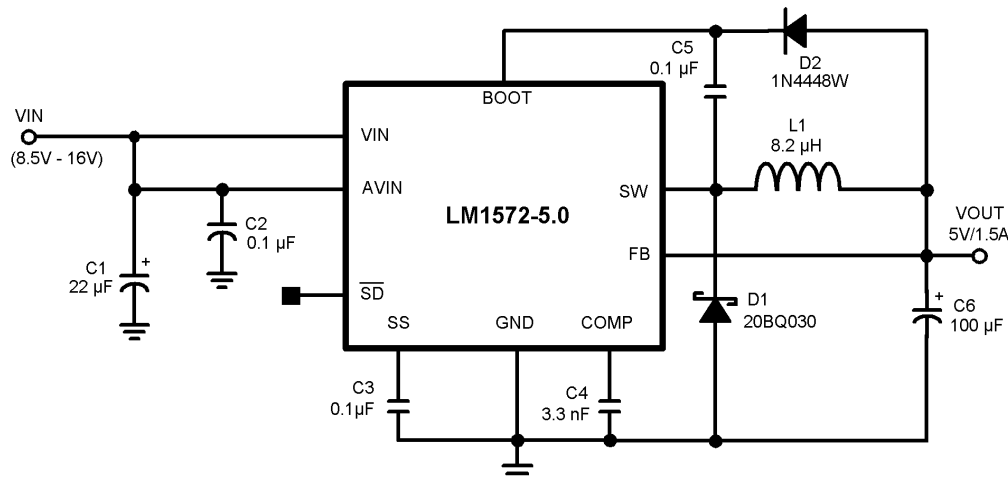 C5
0.1 µF
D2
1N4448W
BOOT
VIN
(8.5V - 16V)
VIN
L1
8.2 µH
AVIN
SW
LM1572-5.0
C2
0.1 µF
VOUT
5V/1.5A
FB
C1
+
22 µF
SD
D1
20BQ030
+
C6
100 µF
SS
GND
COMP
C3
0.1µF
C4
3.3 nF